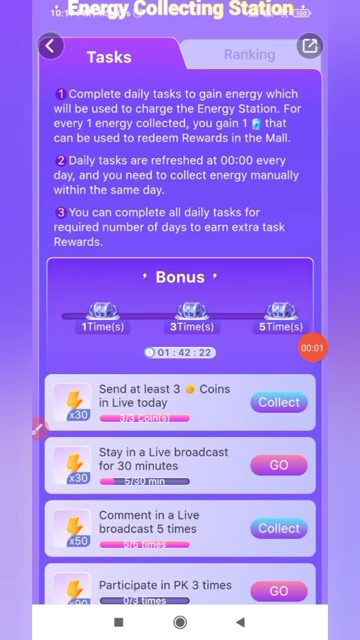 Energy Collecting Station
Tasks
Ranking
1 Complete daily tasks to gain energy which
will be used to charge the Energy Station. For
every 1 energy collected, you gain 1 that
can be used to redeem Rewards in the Mall.
2 Daily tasks are refreshed at 00:00 every
day, and you need to collect energy manually
within the same day.
3 You can complete all daily tasks for
required number of days to earn extra task
Rewards.
Bonus
1Time(s)
3Time(s)
5Time(s)
01 : 42 : 22
00:01
Send at least 3 Coins
in Live today
x30
3/3 Coin(s)
Collect
Stay in a Live broadcast
for 30 minutes
x30
5/30 min
GO
Comment in a Live
broadcast 5 times
x50
5/5 times
Collect
Participate in PK 3 times
0/3 times
GO